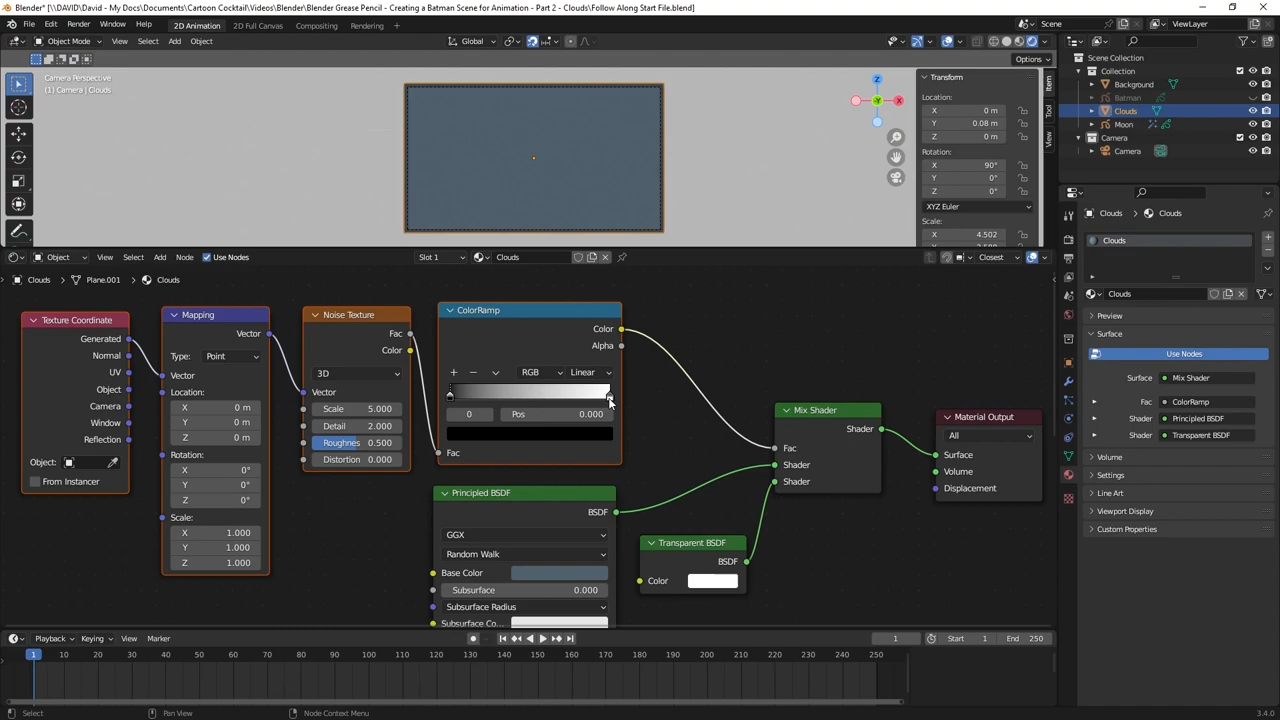 Blender* [\\DAVID\David - My Docs\Documents\Cartoon Cocktail\Videos\Blender\Blender Grease Pencil - Creating a Batman Scene for Animation - Part 2 - Clouds\Follow Along Start File.blend]
File Edit Render Window Help 2D Animation 2D Full Canvas Compositing Rendering Scene ViewLayer
Object Mode View Select Add Object Global
Options
Camera Perspective
(1) Camera | Clouds
Z
Y
X
Transform
Location:
X 0 m
Y 0.08 m
Z 0 m
Rotation:
X 90°
Y 0°
Z 0°
XYZ Euler
Scale:
X 4.502
Item
Tool
View
Scene Collection
Collection
Background
Batman
Clouds
Moon
Camera
Camera
Object View Select Add Node Use Nodes Slot 1 Clouds Closest
Clouds Plane.001 Clouds
Texture Coordinate
Generated
Normal
UV
Object
Camera
Window
Reflection
Object:
From Instancer
Mapping
Vector
Type: Point
Vector
Location:
X 0 m
Y 0 m
Z 0 m
Rotation:
X 0°
Y 0°
Z 0°
Scale:
X 1.000
Y 1.000
Z 1.000
Noise Texture
Fac
Color
3D
Vector
Scale 5.000
Detail 2.000
Roughnes 0.500
Distortion 0.000
ColorRamp
Color
Alpha
RGB Linear
0 Pos 0.000
Fac
Principled BSDF
BSDF
GGX
Random Walk
Base Color
Subsurface 0.000
Subsurface Radius
Subsurface Co...
Transparent BSDF
BSDF
Color
Mix Shader
Shader
Fac
Shader
Shader
Material Output
All
Surface
Volume
Displacement
Clouds Clouds
Clouds
Clouds
Preview
Surface
Use Nodes
Surface Mix Shader
Fac ColorRamp
Shader Principled BSDF
Shader Transparent BSDF
Volume
Settings
Line Art
Viewport Display
Custom Properties
Playback Keying View Marker 1 Start 1 End 250
1 10 20 30 40 50 60 70 80 90 100 110 120 130 140 150 160 170 180 190 200 210 220 230 240 250
Select Pan View Node Context Menu 3.4.0